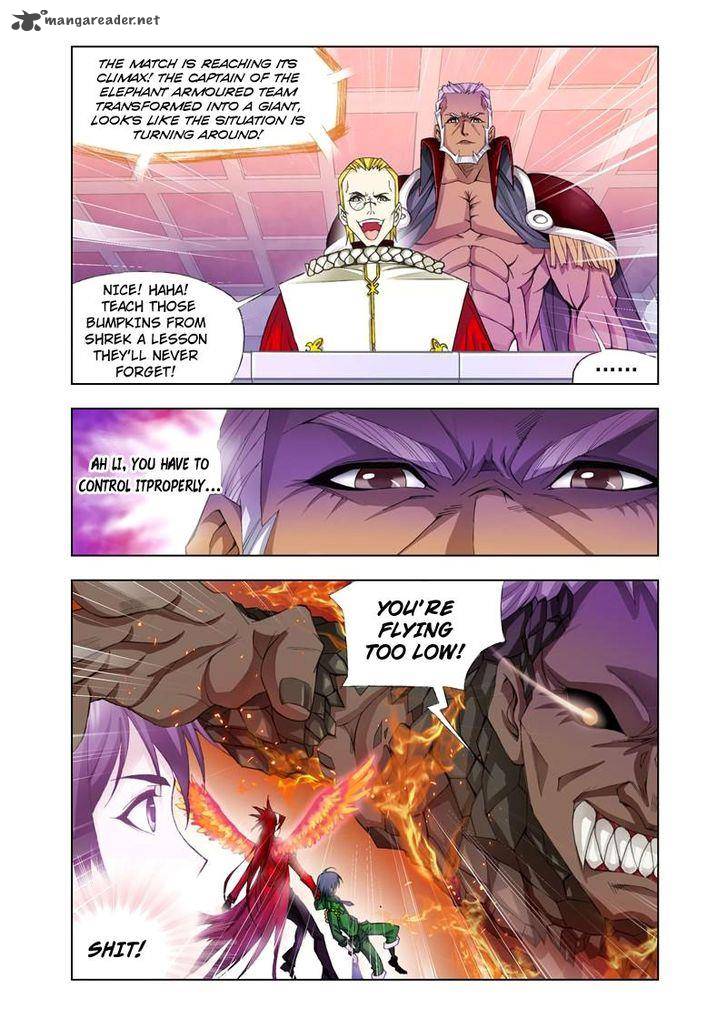 mangareader.net
THE MATCH IS REACHING IT'S
CLIMAX! THE CAPTAIN OF THE
ELEPHANT ARMOURED TEAM
TRANSFORMED INTO A GIANT,
LOOK'S LIKE THE SITUATION IS
TURNING AROUND!
NICE! HAHA!
TEACH THOSE
BUMPKINS FROM
SHREK A LESSON
THEY'LL NEVER
FORGET!
......
AH LI, YOU HAVE TO
CONTROL ITPROPERLY...
YOU'RE
FLYING
TOO LOW!
SHIT!